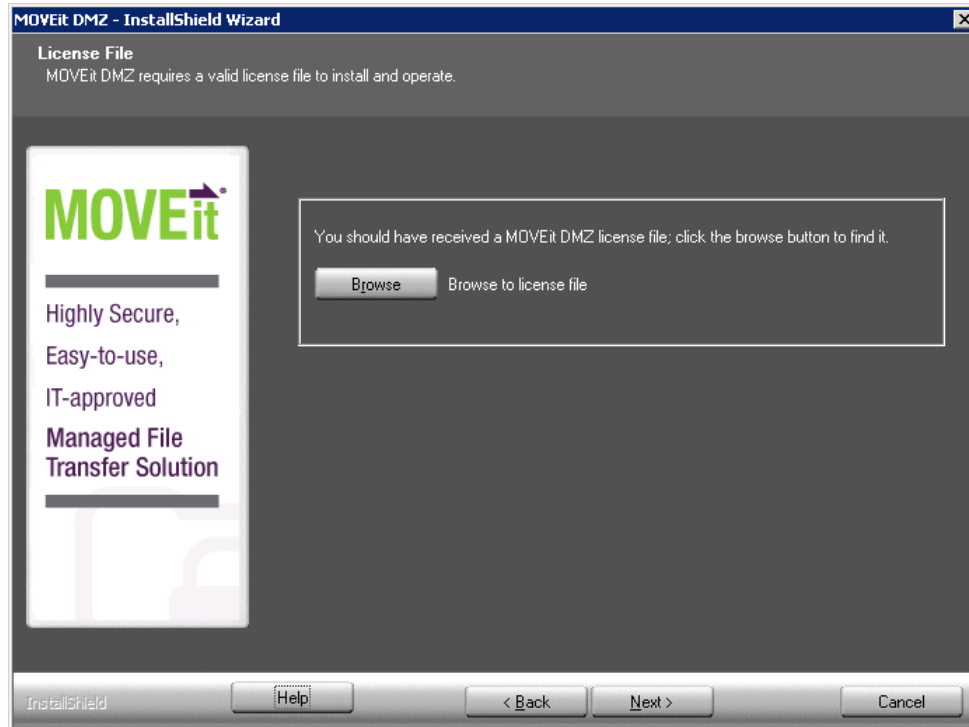 MOVEit DMZ - InstallShield Wizard
License File
MOVEit DMZ requires a valid license file to install and operate.
MOVEit®
Highly Secure,
Easy-to-use,
IT-approved
Managed File
Transfer Solution
You should have received a MOVEit DMZ license file; click the browse button to find it.
Browse
Browse to license file
InstallShield
Help
< Back
Next >
Cancel